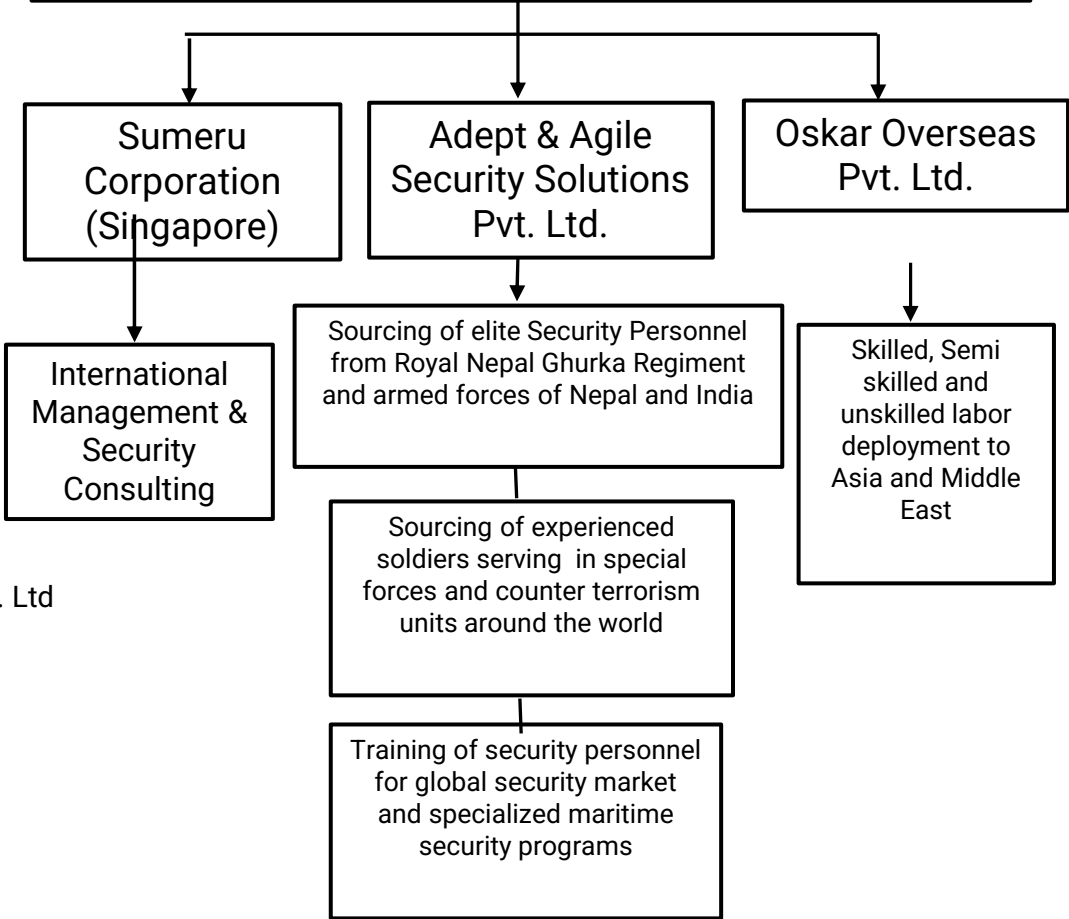 Sumeru
Corporation
(Singapore)
Adept & Agile
Security Solutions
Pvt. Ltd.
Oskar Overseas
Pvt. Ltd.
International
Management &
Security
Consulting
Sourcing of elite Security Personnel
from Royal Nepal Ghurka Regiment
and armed forces of Nepal and India
Skilled, Semi
skilled and
unskilled labor
deployment to
Asia and Middle
East
Sourcing of experienced
soldiers serving in special
forces and counter terrorism
units around the world
. Ltd
Training of security personnel
for global security market
and specialized maritime
security programs